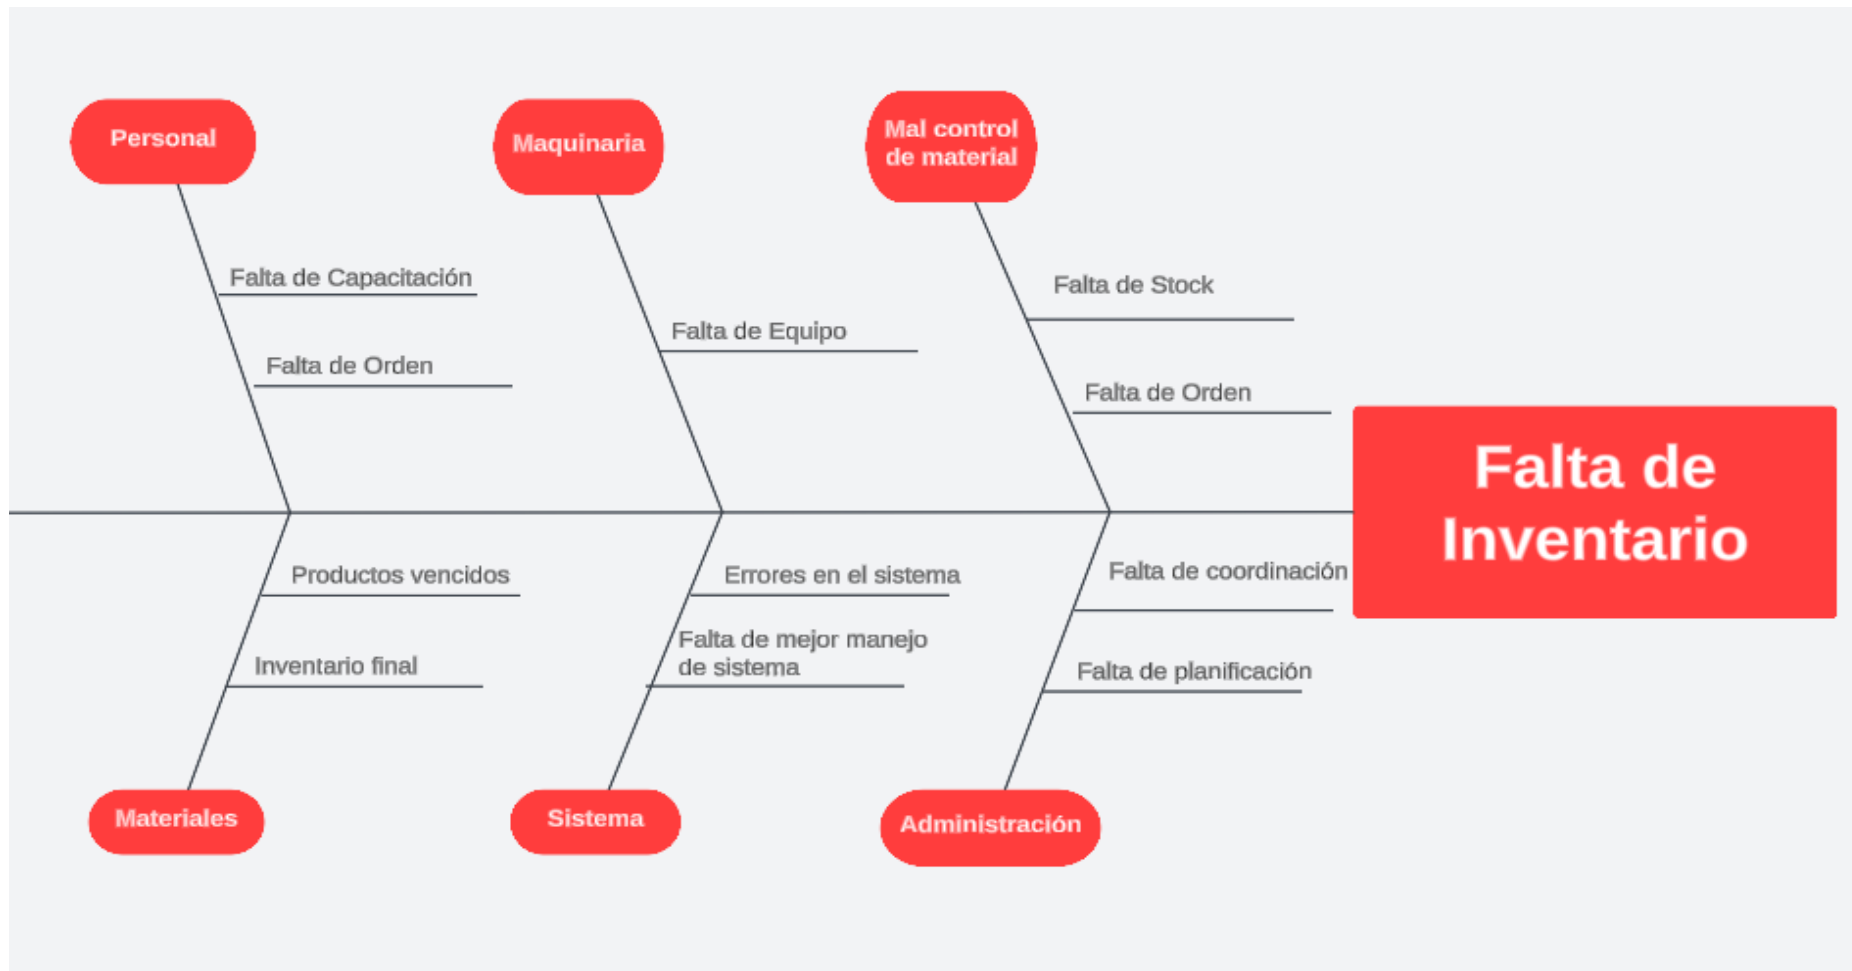 Personal
Maquinaria
Mal control
de material
Falta de Capacitación
Falta de Orden
Falta de Equipo
Falta de Stock
Falta de Orden
Falta de
Inventario
Productos vencidos
Inventario final
Errores en el sistema
Falta de mejor manejo
de sistema
Falta de coordinación
Falta de planificación
Materiales
Sistema
Administración